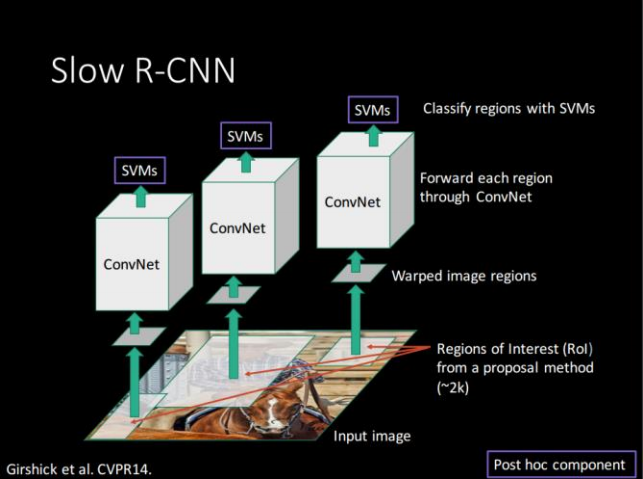 Slow R-CNN
SVMs
SVMs
SVMs
Classify regions with SVMs
ConvNet
ConvNet
ConvNet
Forward each region
through ConvNet
Warped image regions
Regions of Interest (RoI)
from a proposal method
(~2k)
Input image
Girshick et al. CVPR14.
Post hoc component